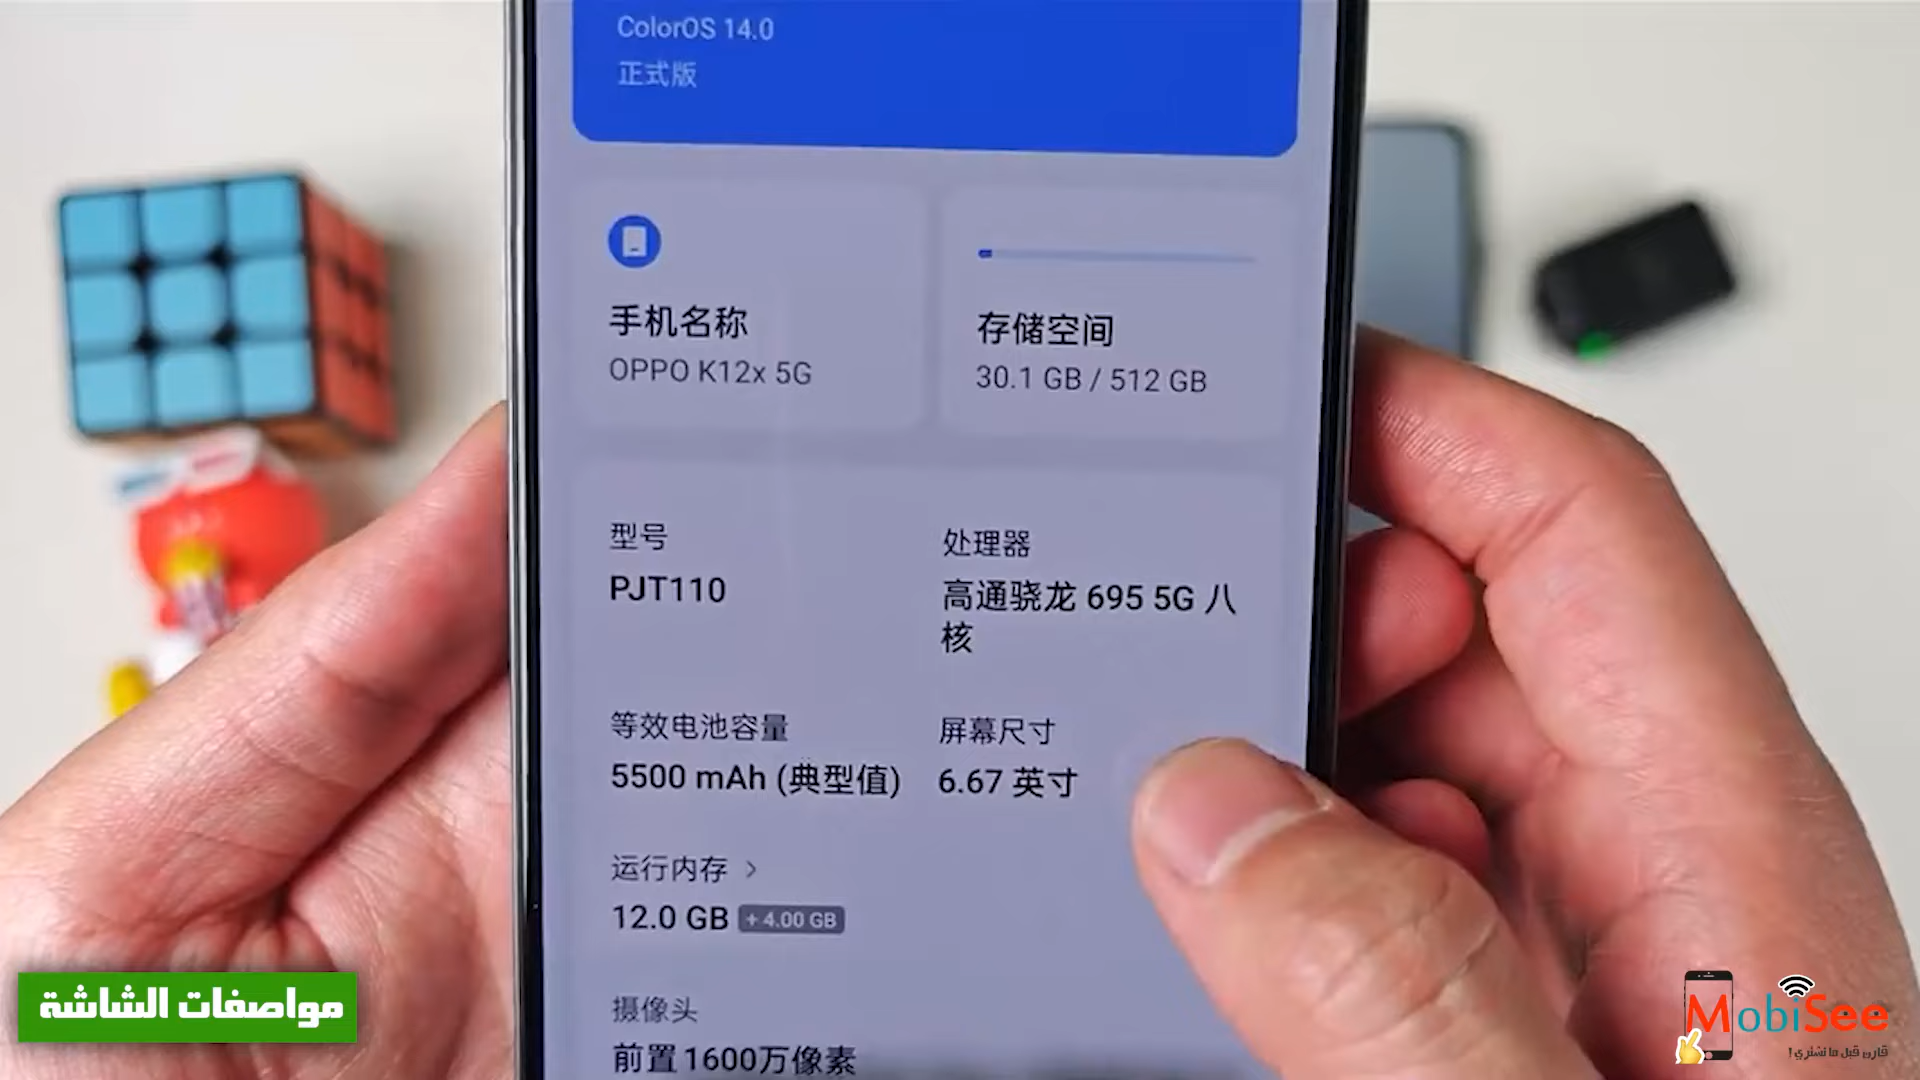 ColorOS 14.0
正式版
手机名称
OPPO K12x 5G
存储空间
30.1 GB / 512 GB
型号
PJT110
处理器
高通骁龙 695 5G 八
核
等效电池容量
5500 mAh (典型值)
屏幕尺寸
6.67 英寸
运行内存 >
12.0 GB + 4.00 GB
摄像头
前置1600万像素
مواصفات الشاشة
MobiSee
قارن قبل ما تشتري !